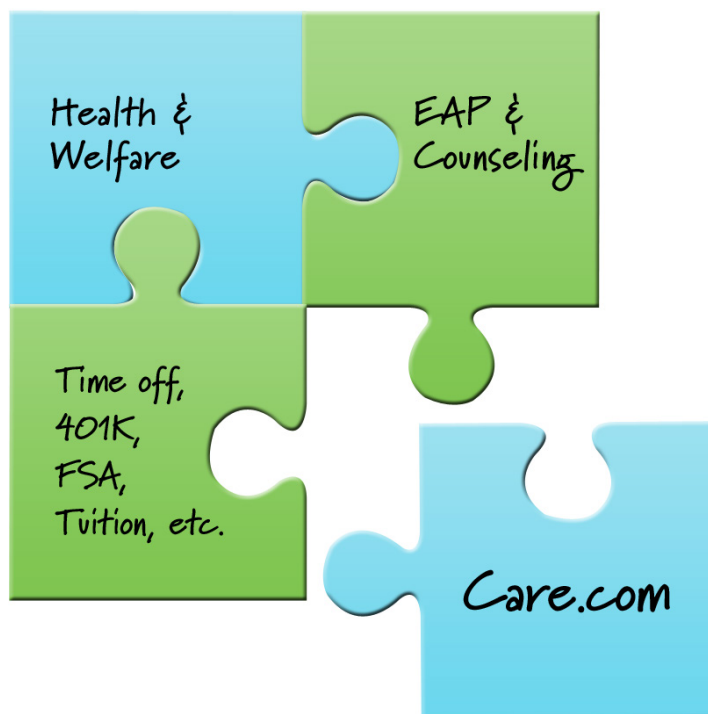 Health &
Welfare
EAP &
Counseling
Time off,
401K,
FSA,
Tuition, etc.
Care.com